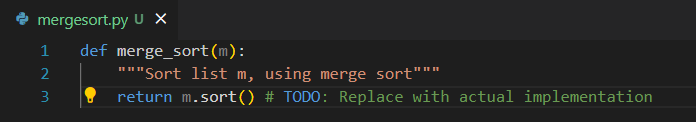 mergesort.py U
1 def merge_sort(m):
2     """Sort list m, using merge sort"""
3     return m.sort() # TODO: Replace with actual implementation